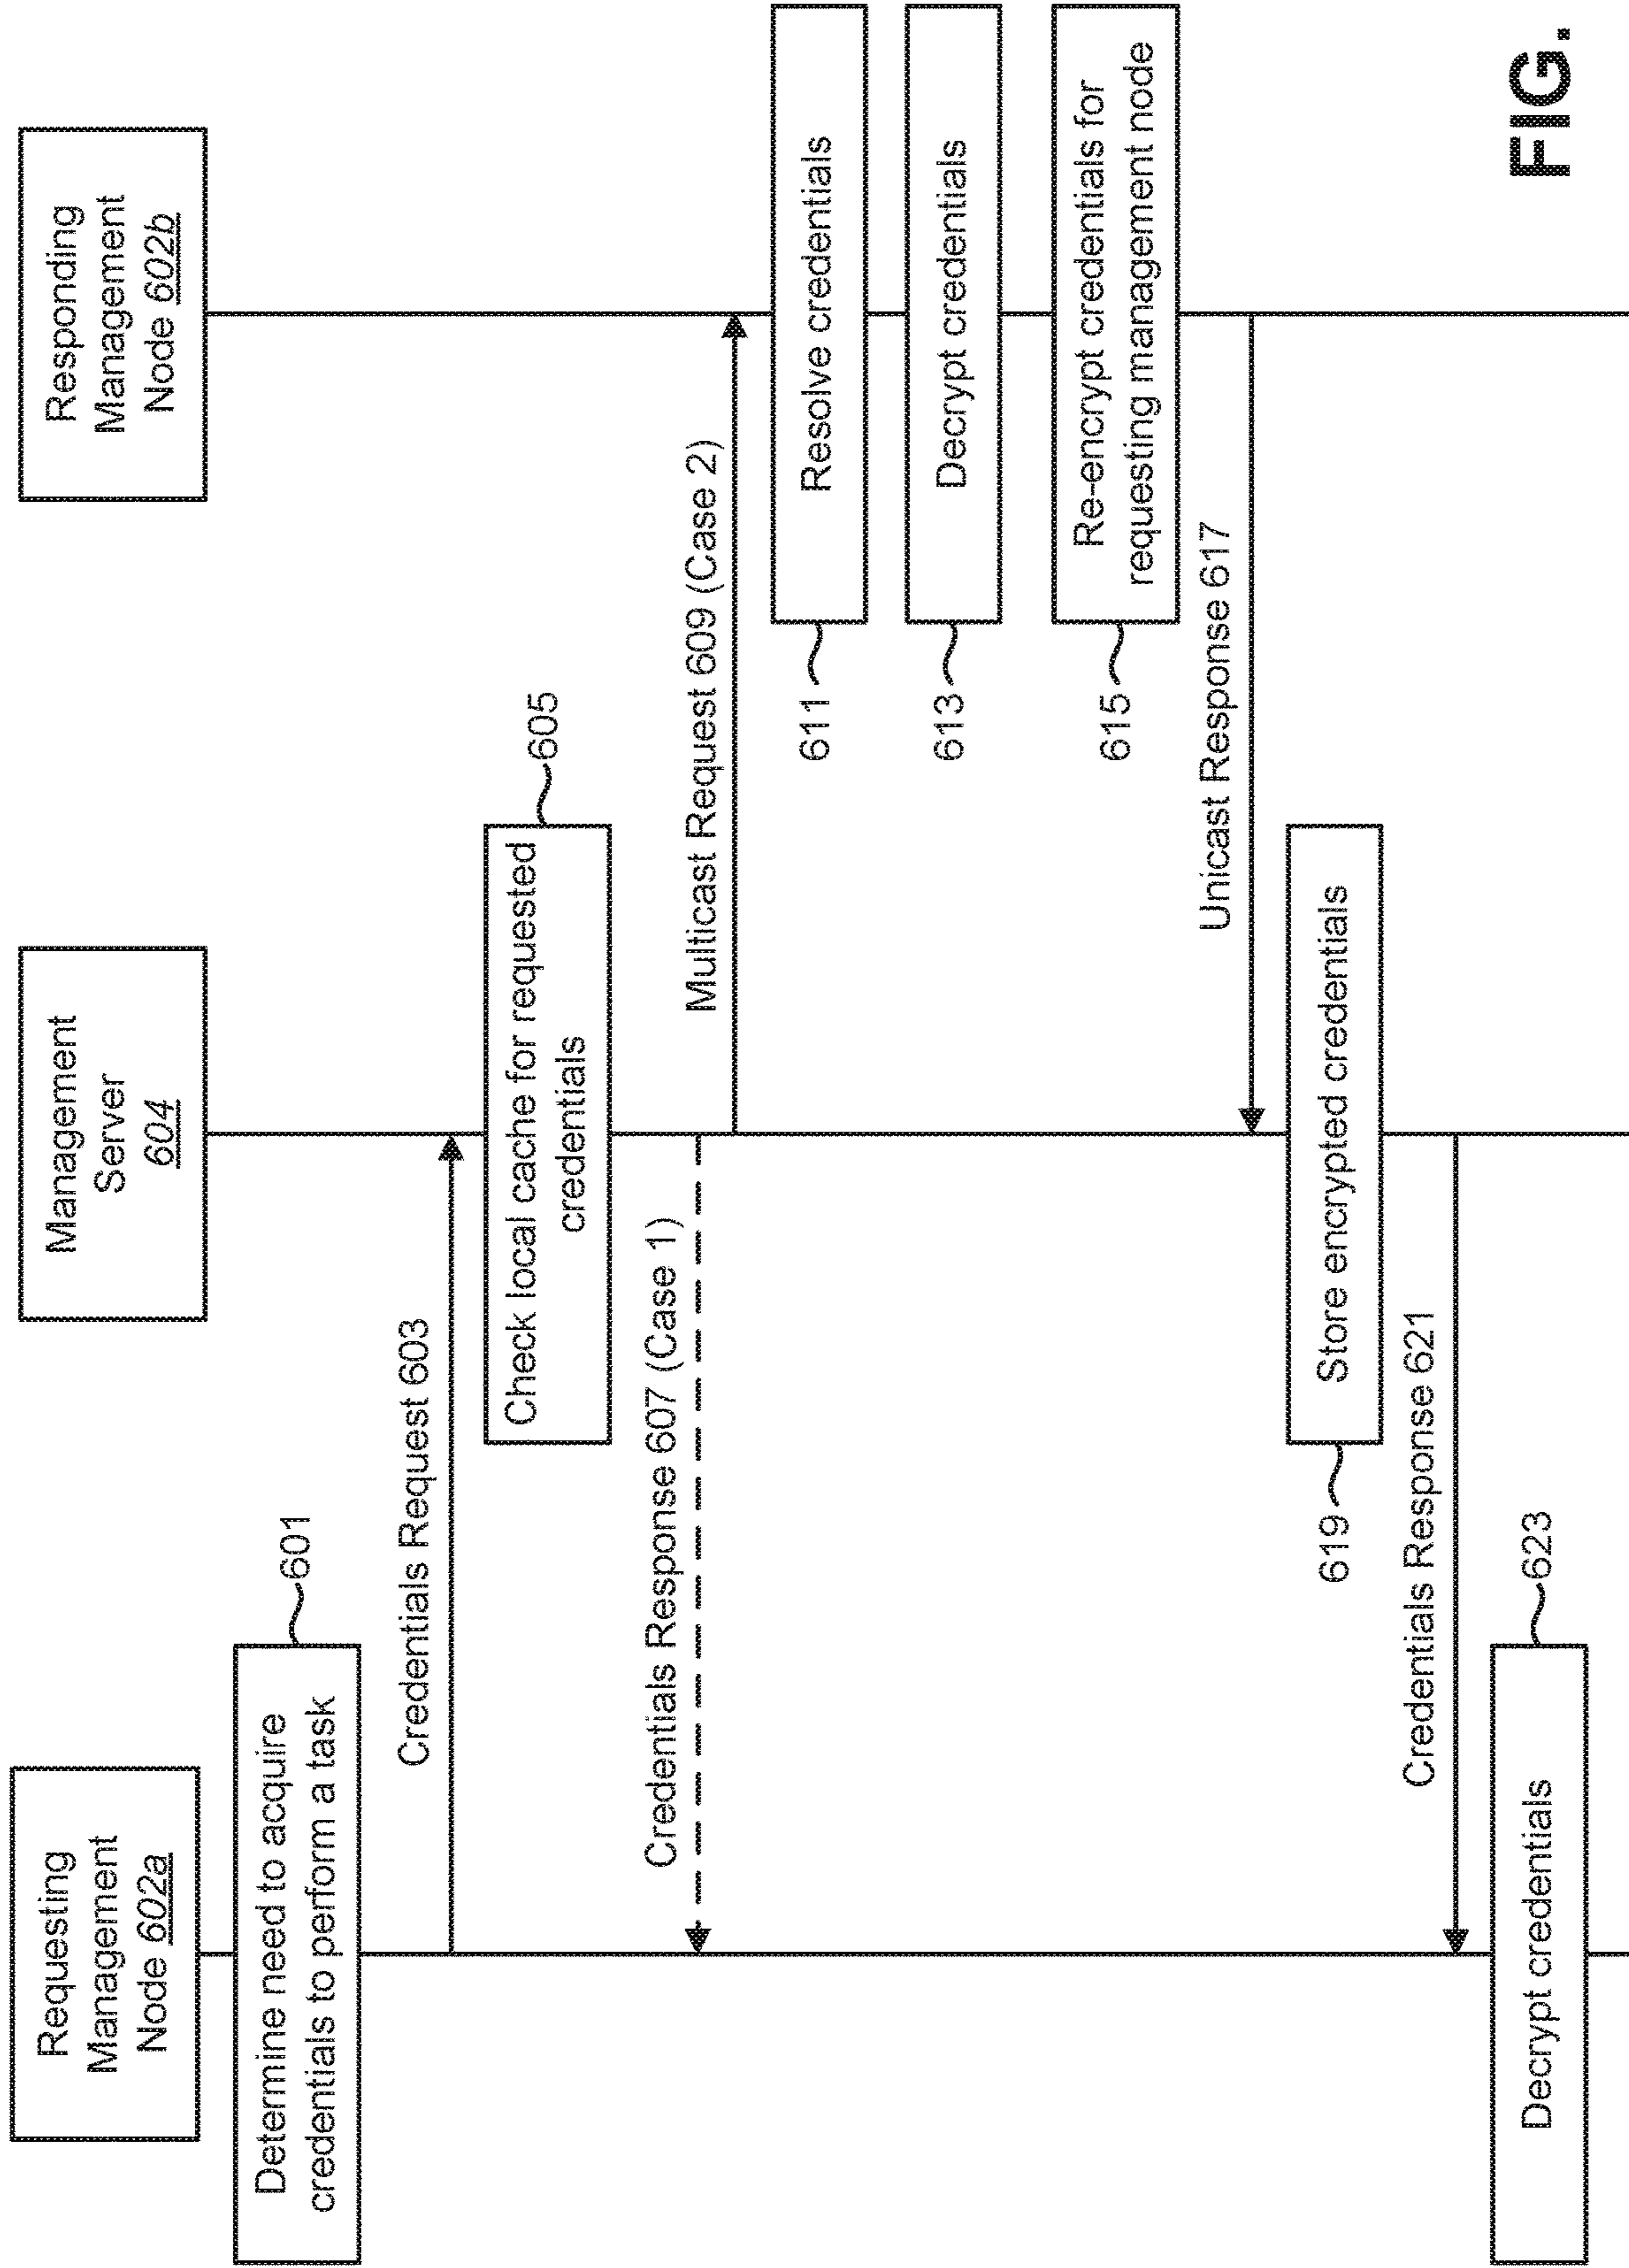 Requesting
Management
Node 602a
Management
Server
604
Responding
Management
Node 602b
Determine need to acquire
credentials to perform a task
601
Credentials Request 603
Check local cache for requested
credentials
605
Credentials Response 607 (Case 1)
Multicast Request 609 (Case 2)
611
Resolve credentials
613
Decrypt credentials
615
Re-encrypt credentials for
requesting management node
Unicast Response 617
619
Store encrypted credentials
Credentials Response 621
Decrypt credentials
623
FIG.